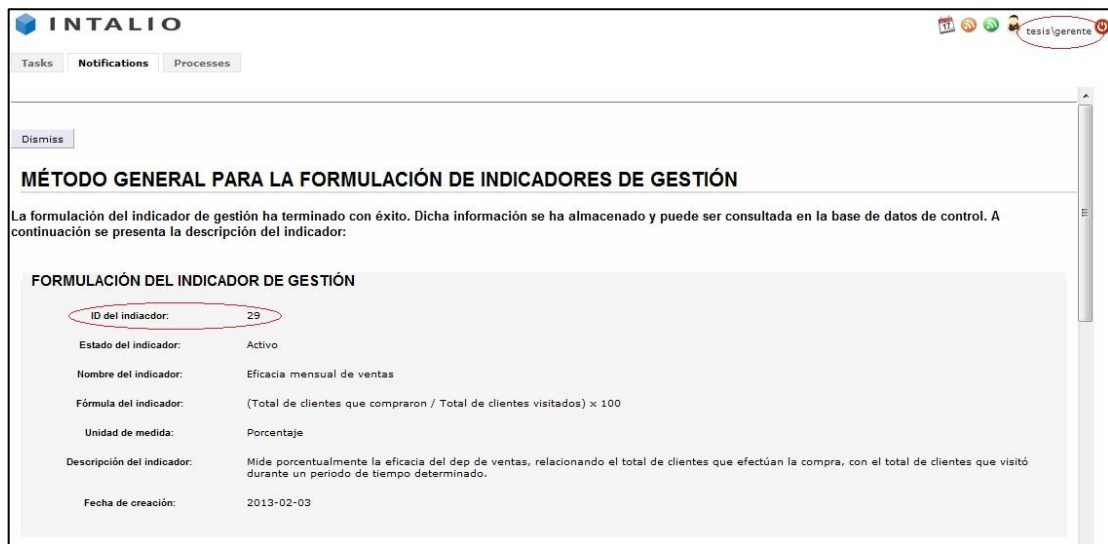 INTALIO
17
tesis\gerente
Tasks Notifications Processes
Dismiss
MÉTODO GENERAL PARA LA FORMULACIÓN DE INDICADORES DE GESTIÓN
La formulación del indicador de gestión ha terminado con éxito. Dicha información se ha almacenado y puede ser consultada en la base de datos de control. A
continuación se presenta la descripción del indicador:
FORMULACIÓN DEL INDICADOR DE GESTIÓN
ID del indiacdor: 29
Estado del indicador: Activo
Nombre del indicador: Eficacia mensual de ventas
Fórmula del indicador: (Total de clientes que compraron / Total de clientes visitados) x 100
Unidad de medida: Porcentaje
Descripción del indicador: Mide porcentualmente la eficacia del dep de ventas, relacionando el total de clientes que efectúan la compra, con el total de clientes que visitó
durante un periodo de tiempo determinado.
Fecha de creación: 2013-02-03